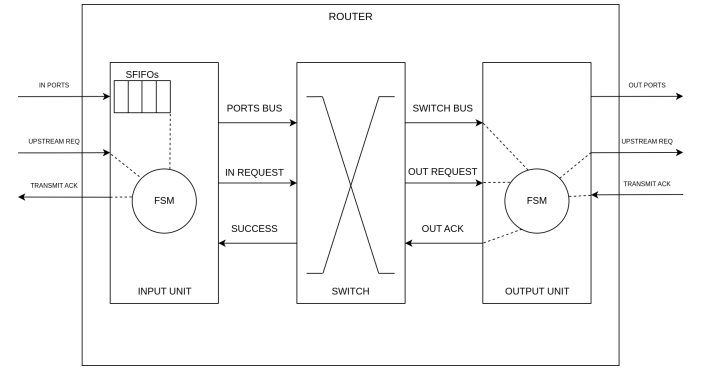 ROUTER
SFIFOs
IN PORTS
UPSTREAM REQ
TRANSMIT ACK
FSM
INPUT UNIT
PORTS BUS
IN REQUEST
SUCCESS
SWITCH
SWITCH BUS
OUT REQUEST
OUT ACK
FSM
OUTPUT UNIT
OUT PORTS
UPSTREAM REQ
TRANSMIT ACK